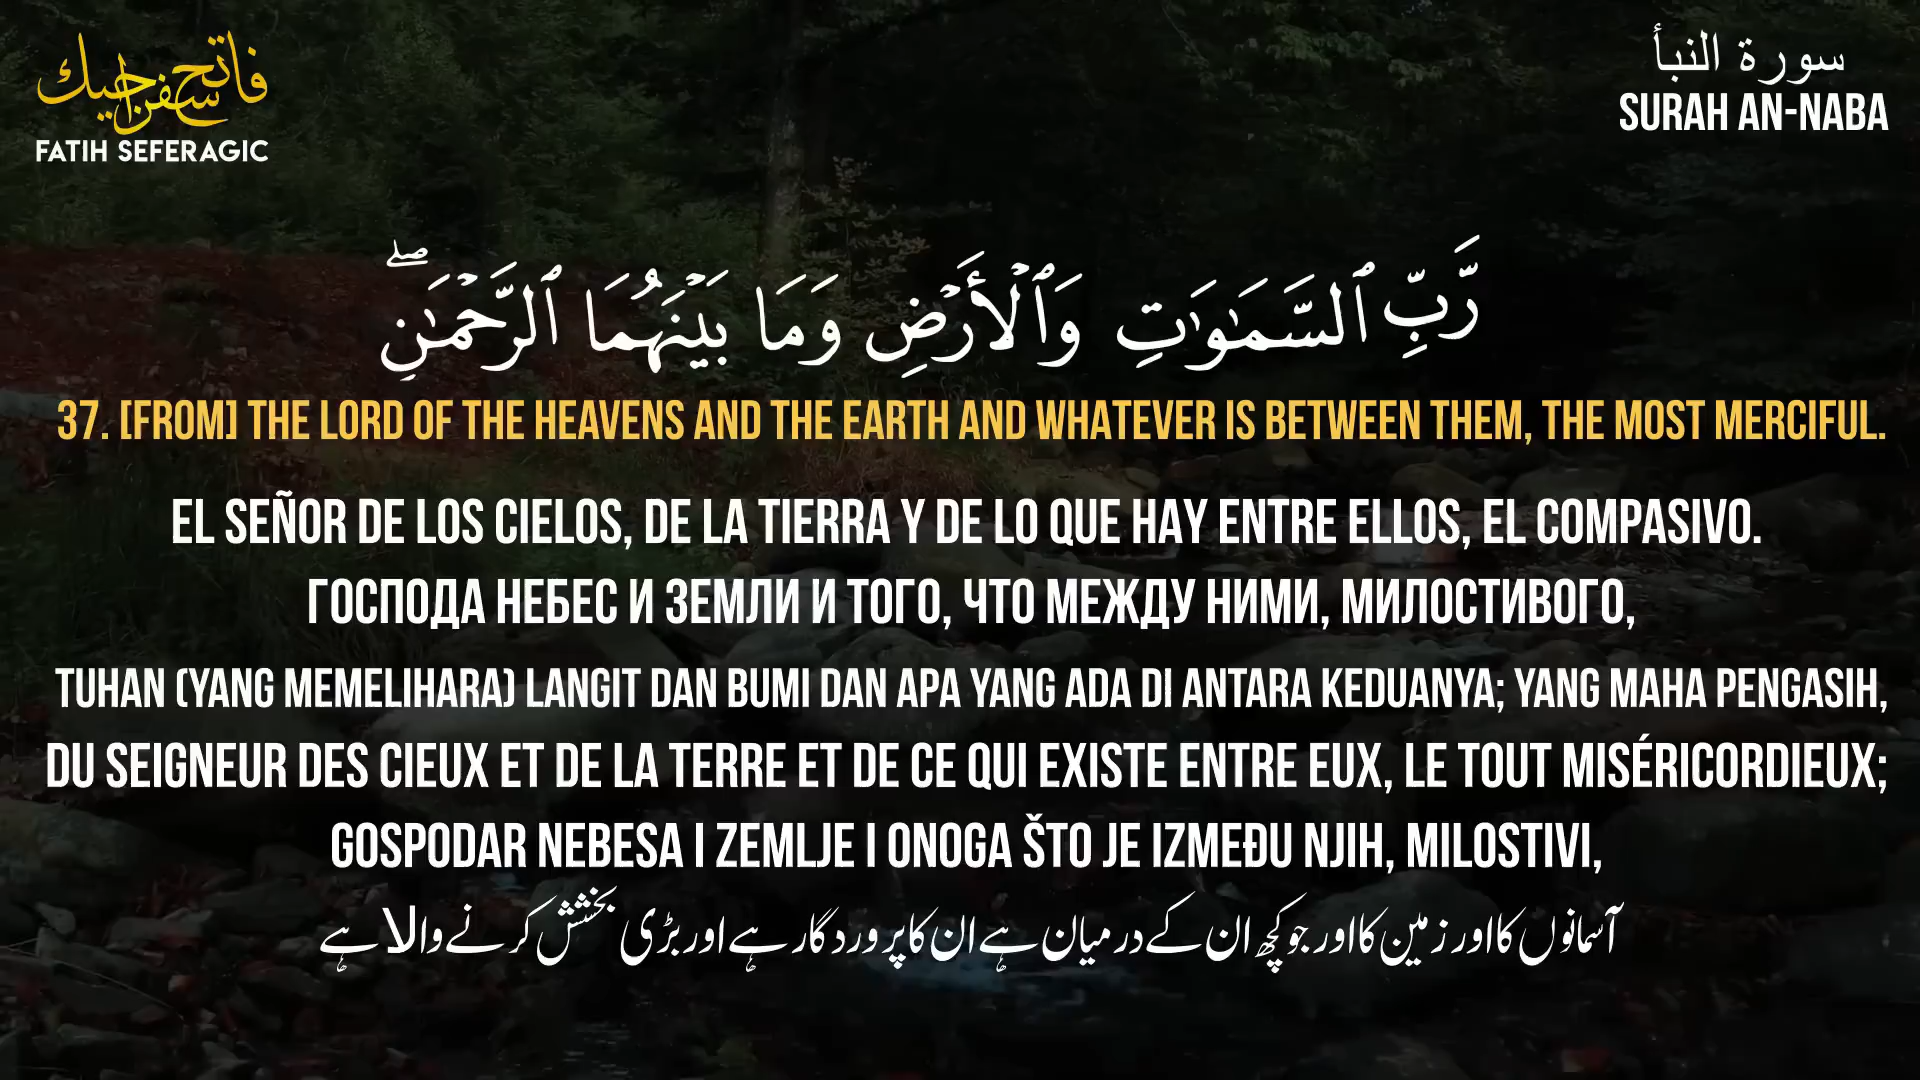 فاتح سفراجيك
FATIH SEFERAGIC
سورة النبأ
SURAH AN-NABA
رَّبِّ ٱلسَّمَـٰوَٰتِ وَٱلْأَرْضِ وَمَا بَيْنَهُمَا ٱلرَّحْمَـٰنِ ۖ
37. [FROM] THE LORD OF THE HEAVENS AND THE EARTH AND WHATEVER IS BETWEEN THEM, THE MOST MERCIFUL.
EL SEÑOR DE LOS CIELOS, DE LA TIERRA Y DE LO QUE HAY ENTRE ELLOS, EL COMPASIVO.
ГОСПОДА НЕБЕС И ЗЕМЛИ И ТОГО, ЧТО МЕЖДУ НИМИ, МИЛОСТИВОГО,
TUHAN (YANG MEMELIHARA) LANGIT DAN BUMI DAN APA YANG ADA DI ANTARA KEDUANYA; YANG MAHA PENGASIH,
DU SEIGNEUR DES CIEUX ET DE LA TERRE ET DE CE QUI EXISTE ENTRE EUX, LE TOUT MISÉRICORDIEUX;
GOSPODAR NEBESA I ZEMLJE I ONOGA ŠTO JE IZMEĐU NJIH, MILOSTIVI,
آسمانوں کا اور زمین کا اور جو کچھ ان کے درمیان ہے ان کا پروردگار ہے اور بڑی بخشش کرنے والا ہے